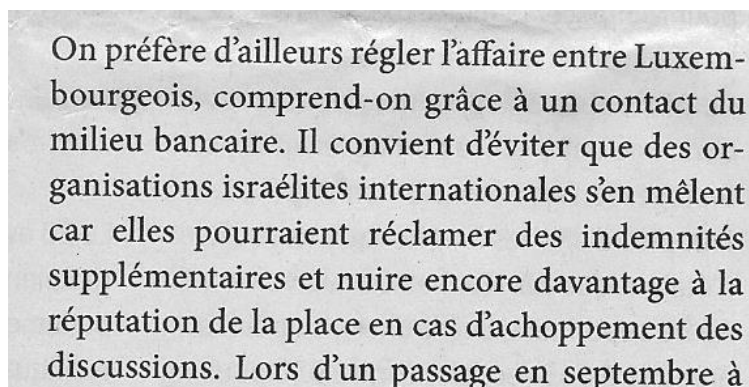 On préfère d'ailleurs régler l'affaire entre Luxem-
bourgeois, comprend-on grâce à un contact du
milieu bancaire. Il convient d'éviter que des or-
ganisations israélites internationales s'en mêlent
car elles pourraient réclamer des indemnités
supplémentaires et nuire encore davantage à la
réputation de la place en cas d'achoppement des
discussions. Lors d'un passage en septembre à